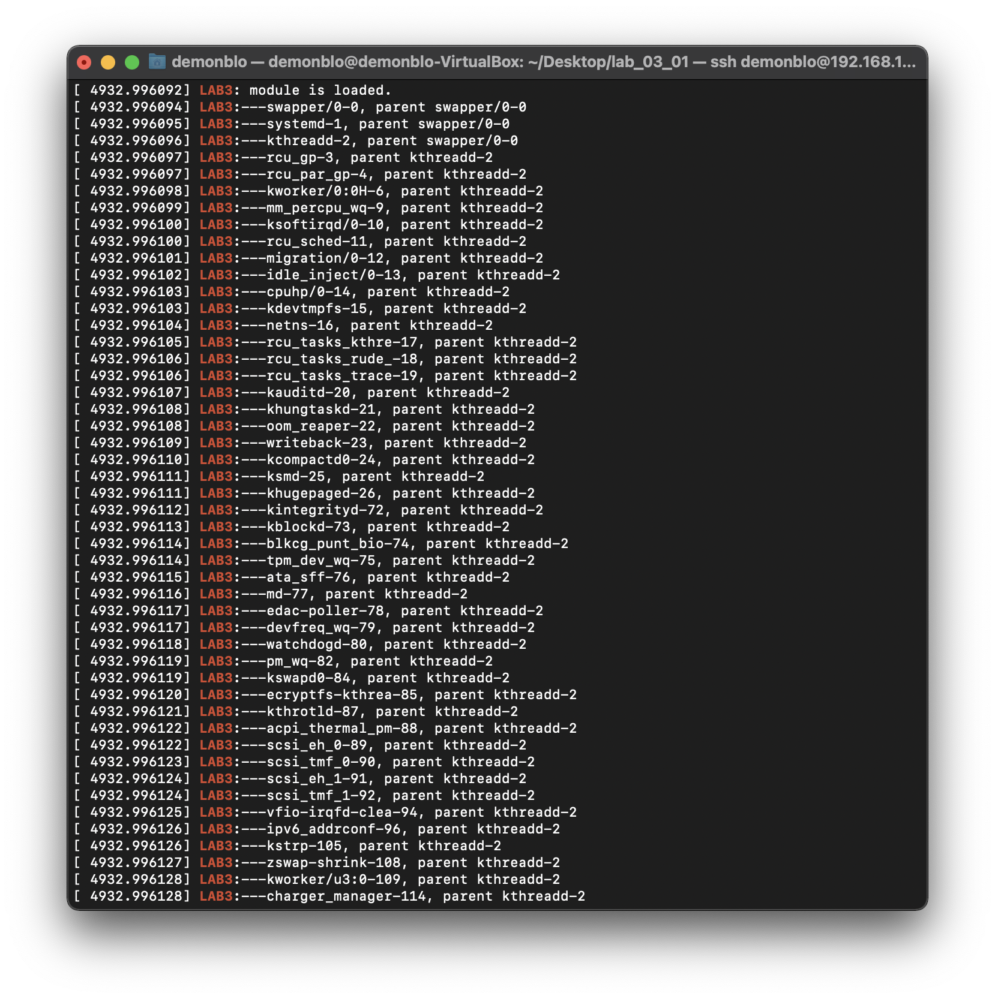 demonblo — demonblo@demonblo-VirtualBox: ~/Desktop/lab_03_01 — ssh demonblo@192.168.1...
[ 4932.996092] LAB3: module is loaded.
[ 4932.996094] LAB3:---swapper/0-0, parent swapper/0-0
[ 4932.996095] LAB3:---systemd-1, parent swapper/0-0
[ 4932.996096] LAB3:---kthreadd-2, parent swapper/0-0
[ 4932.996097] LAB3:---rcu_gp-3, parent kthreadd-2
[ 4932.996097] LAB3:---rcu_par_gp-4, parent kthreadd-2
[ 4932.996098] LAB3:---kworker/0:0H-6, parent kthreadd-2
[ 4932.996099] LAB3:---mm_percpu_wq-9, parent kthreadd-2
[ 4932.996100] LAB3:---ksoftirqd/0-10, parent kthreadd-2
[ 4932.996100] LAB3:---rcu_sched-11, parent kthreadd-2
[ 4932.996101] LAB3:---migration/0-12, parent kthreadd-2
[ 4932.996102] LAB3:---idle_inject/0-13, parent kthreadd-2
[ 4932.996103] LAB3:---cpuhp/0-14, parent kthreadd-2
[ 4932.996103] LAB3:---kdevtmpfs-15, parent kthreadd-2
[ 4932.996104] LAB3:---netns-16, parent kthreadd-2
[ 4932.996105] LAB3:---rcu_tasks_kthre-17, parent kthreadd-2
[ 4932.996106] LAB3:---rcu_tasks_rude_-18, parent kthreadd-2
[ 4932.996106] LAB3:---rcu_tasks_trace-19, parent kthreadd-2
[ 4932.996107] LAB3:---kauditd-20, parent kthreadd-2
[ 4932.996108] LAB3:---khungtaskd-21, parent kthreadd-2
[ 4932.996108] LAB3:---oom_reaper-22, parent kthreadd-2
[ 4932.996109] LAB3:---writeback-23, parent kthreadd-2
[ 4932.996110] LAB3:---kcompactd0-24, parent kthreadd-2
[ 4932.996111] LAB3:---ksmd-25, parent kthreadd-2
[ 4932.996111] LAB3:---khugepaged-26, parent kthreadd-2
[ 4932.996112] LAB3:---kintegrityd-72, parent kthreadd-2
[ 4932.996113] LAB3:---kblockd-73, parent kthreadd-2
[ 4932.996114] LAB3:---blkcg_punt_bio-74, parent kthreadd-2
[ 4932.996114] LAB3:---tpm_dev_wq-75, parent kthreadd-2
[ 4932.996115] LAB3:---ata_sff-76, parent kthreadd-2
[ 4932.996116] LAB3:---md-77, parent kthreadd-2
[ 4932.996117] LAB3:---edac-poller-78, parent kthreadd-2
[ 4932.996117] LAB3:---devfreq_wq-79, parent kthreadd-2
[ 4932.996118] LAB3:---watchdogd-80, parent kthreadd-2
[ 4932.996119] LAB3:---pm_wq-82, parent kthreadd-2
[ 4932.996119] LAB3:---kswapd0-84, parent kthreadd-2
[ 4932.996120] LAB3:---ecryptfs-kthrea-85, parent kthreadd-2
[ 4932.996121] LAB3:---kthrotld-87, parent kthreadd-2
[ 4932.996122] LAB3:---acpi_thermal_pm-88, parent kthreadd-2
[ 4932.996122] LAB3:---scsi_eh_0-89, parent kthreadd-2
[ 4932.996123] LAB3:---scsi_tmf_0-90, parent kthreadd-2
[ 4932.996124] LAB3:---scsi_eh_1-91, parent kthreadd-2
[ 4932.996124] LAB3:---scsi_tmf_1-92, parent kthreadd-2
[ 4932.996125] LAB3:---vfio-irqfd-clea-94, parent kthreadd-2
[ 4932.996126] LAB3:---ipv6_addrconf-96, parent kthreadd-2
[ 4932.996126] LAB3:---kstrp-105, parent kthreadd-2
[ 4932.996127] LAB3:---zswap-shrink-108, parent kthreadd-2
[ 4932.996128] LAB3:---kworker/u3:0-109, parent kthreadd-2
[ 4932.996128] LAB3:---charger_manager-114, parent kthreadd-2